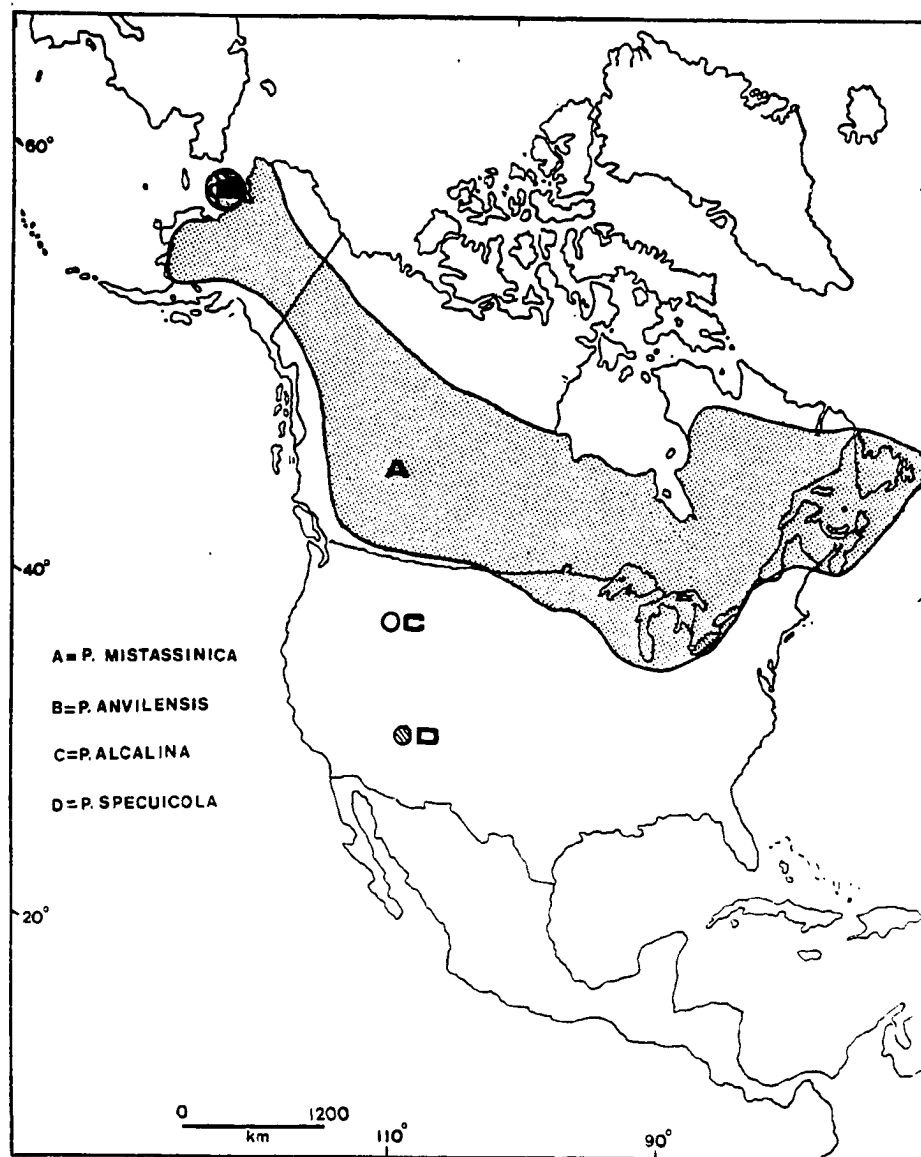 60°
A
40°
C
A=P. MISTASSINICA
B=P. ANVILENSIS
D
C=P. ALCALINA
D=P. SPECUICOLA
20°
0 1200
km
110° 90°